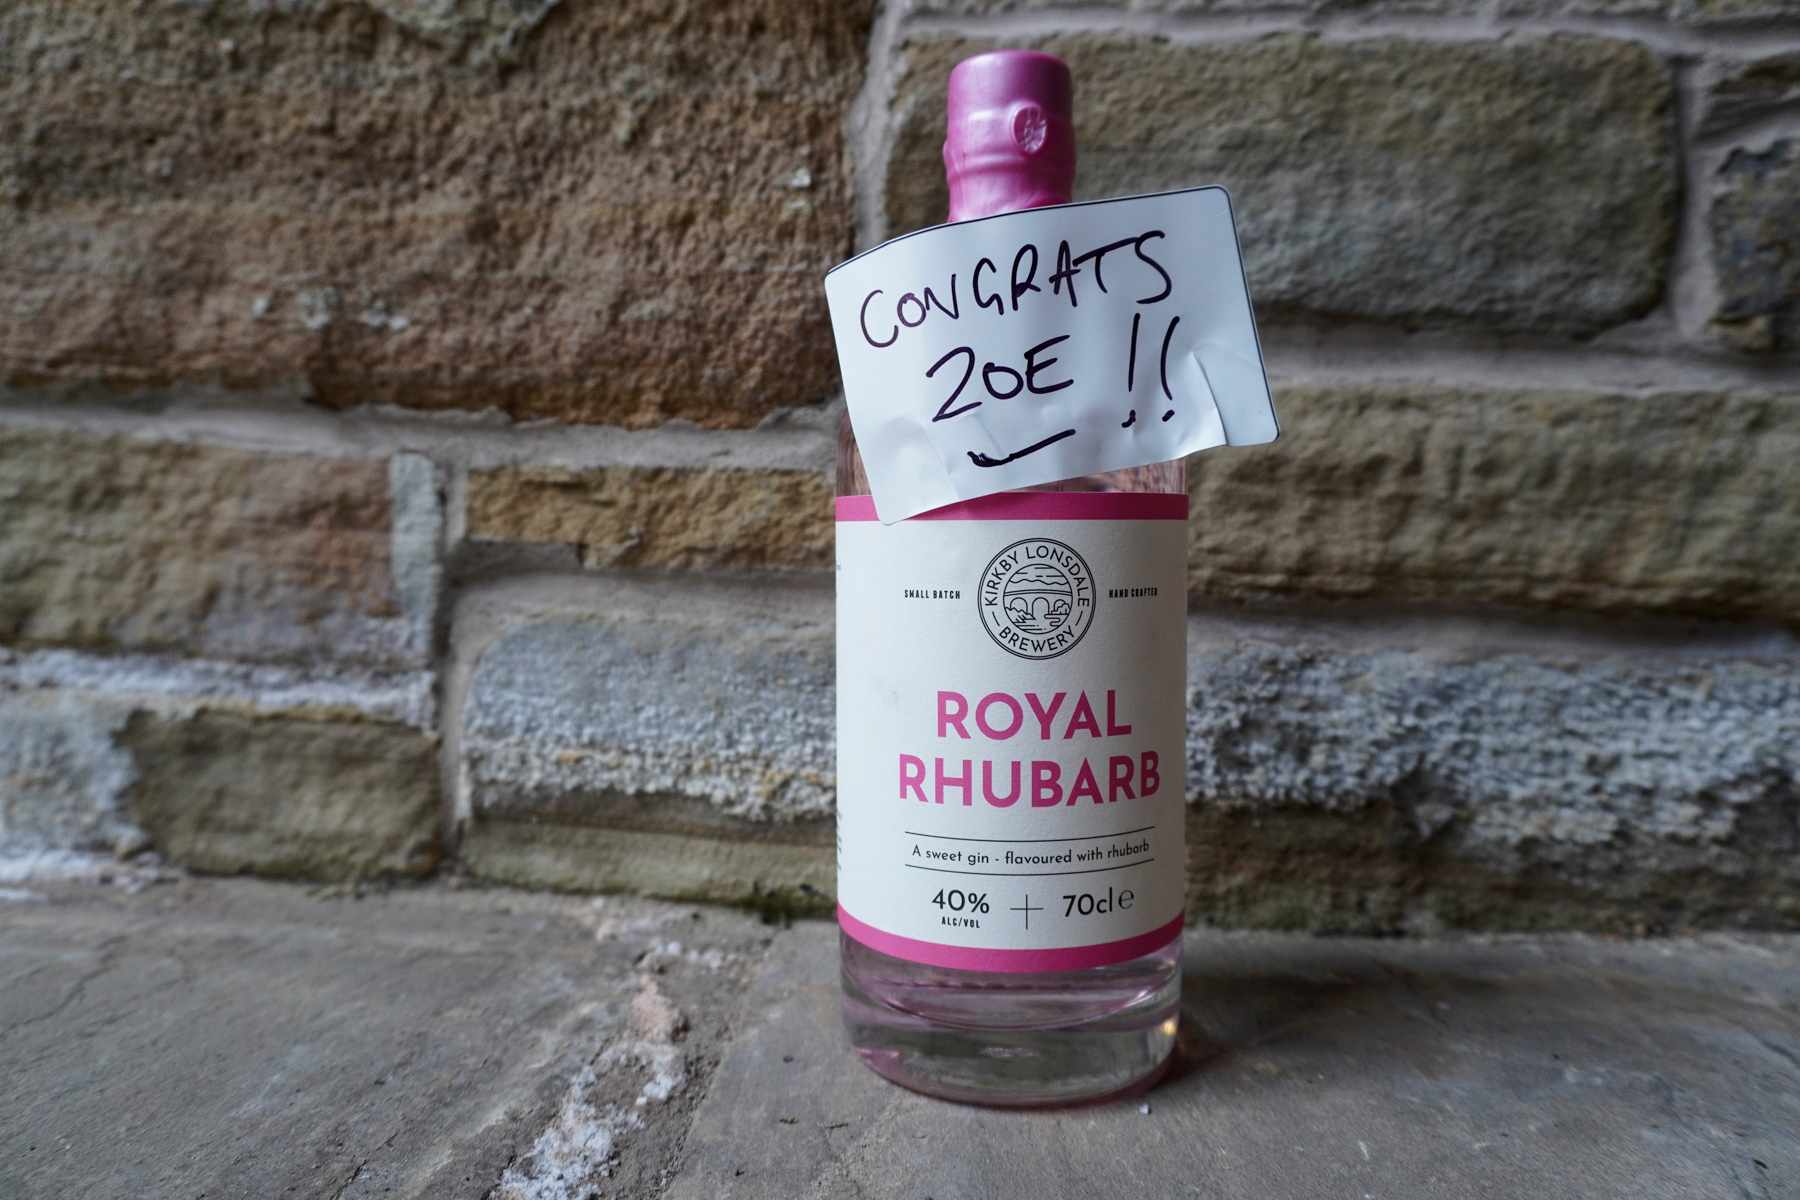 CONGRATS
ZOE !!
KIRKBY LONSDALE
BREWERY
SMALL BATCH
HAND CRAFTED
ROYAL
RHUBARB
A sweet gin - flavoured with rhubarb
40%
ALC/VOL
70cl e